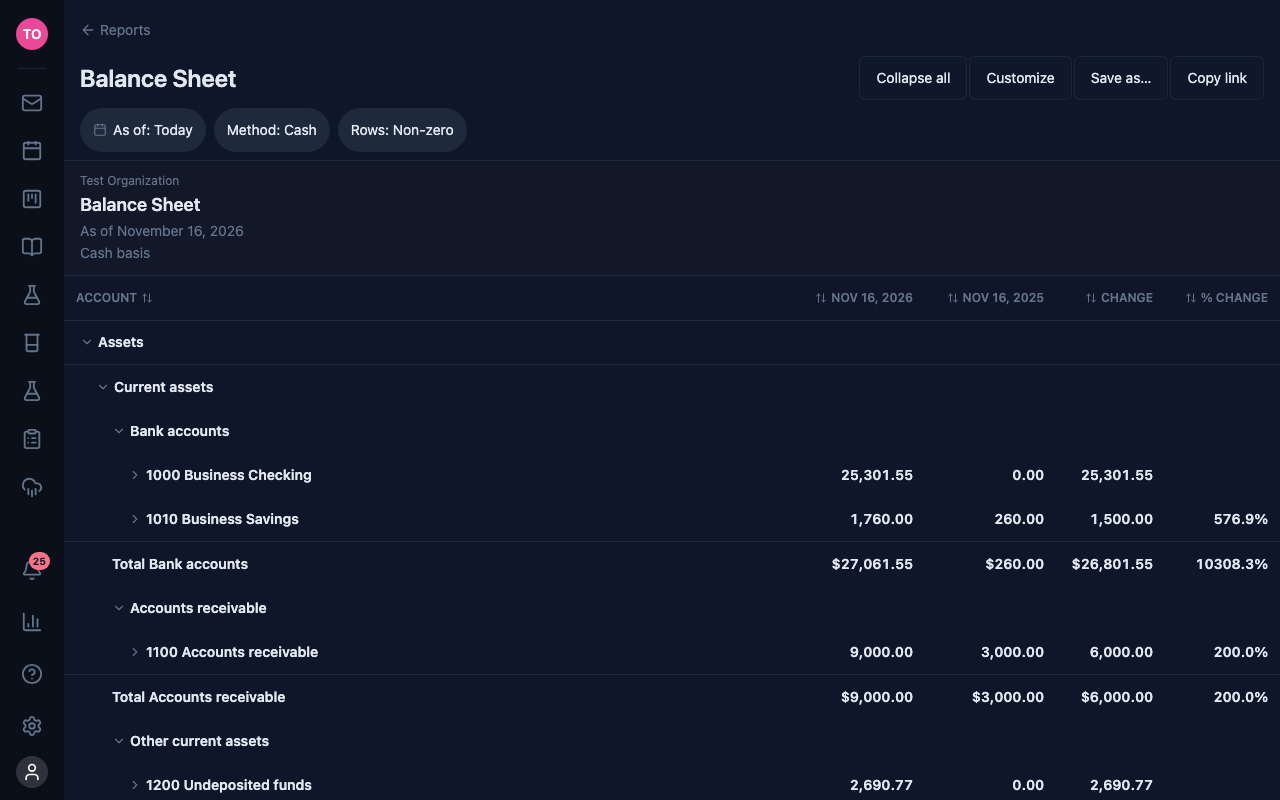 TO
Reports
Balance Sheet
Collapse all
Customize
Save as...
Copy link
As of: Today
Method: Cash
Rows: Non-zero
Test Organization
Balance Sheet
As of November 16, 2026
Cash basis
ACCOUNT NOV 16, 2026 NOV 16, 2025 CHANGE % CHANGE
Assets
Current assets
Bank accounts
1000 Business Checking 25,301.55 0.00 25,301.55
1010 Business Savings 1,760.00 260.00 1,500.00 576.9%
Total Bank accounts $27,061.55 $260.00 $26,801.55 10308.3%
Accounts receivable
1100 Accounts receivable 9,000.00 3,000.00 6,000.00 200.0%
Total Accounts receivable $9,000.00 $3,000.00 $6,000.00 200.0%
Other current assets
1200 Undeposited funds 2,690.77 0.00 2,690.77
25